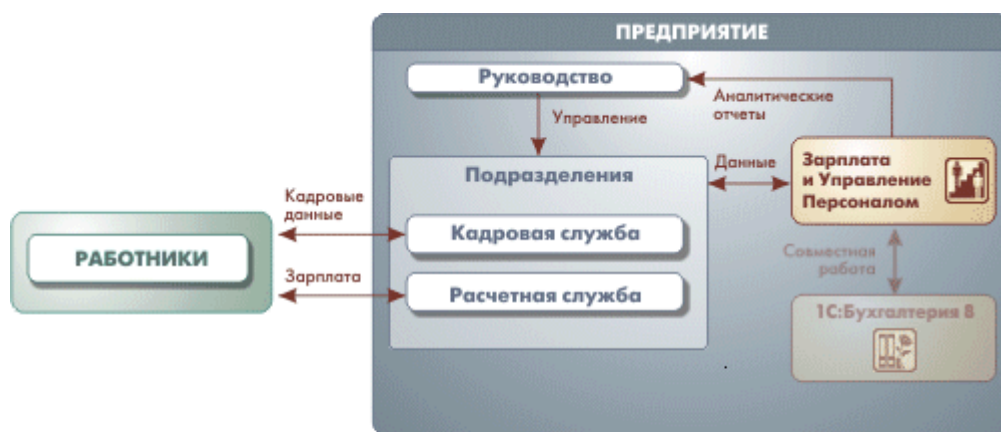 ПРЕДПРИЯТИЕ
Руководство
Аналитические
отчеты
Управление
Подразделения
Данные
Зарплата
и Управление
Персоналом
Кадровые
данные
Кадровая служба
РАБОТНИКИ
Зарплата
Расчетная служба
Совместная
работа
1С:Бухгалтерия 8